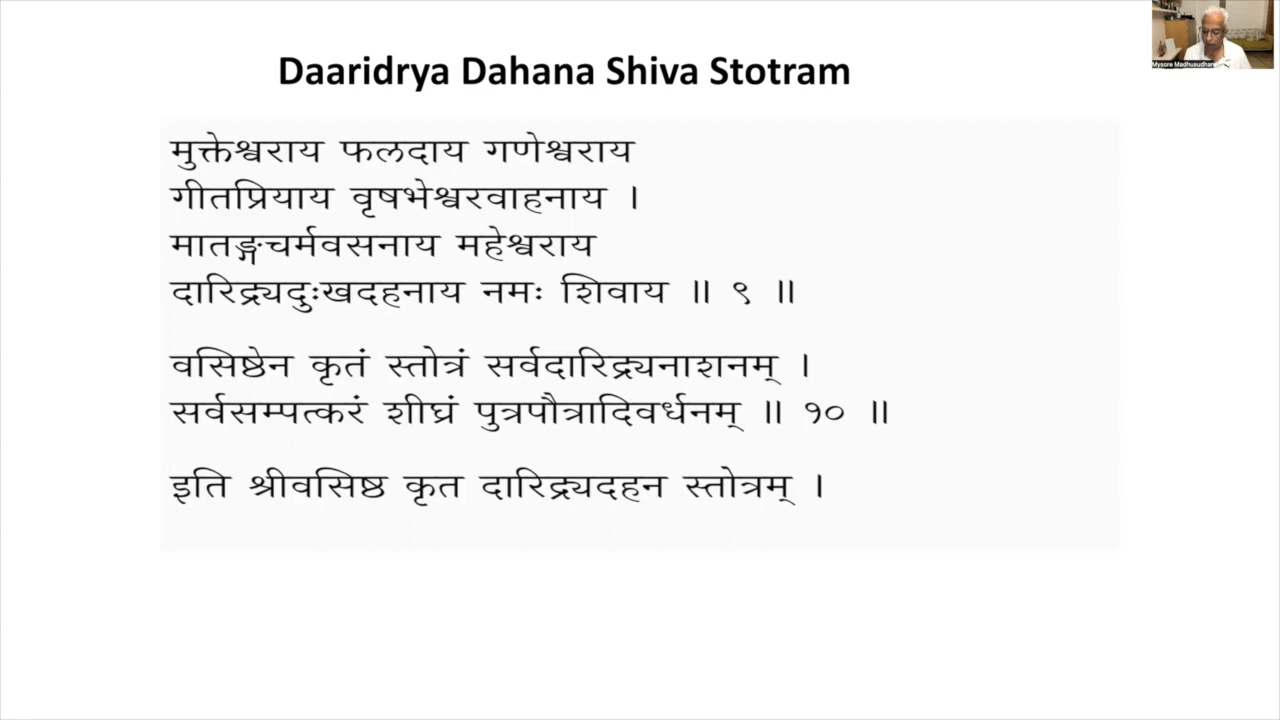 Daaridrya Dahana Shiva Stotram
मुक्तेश्वराय फलदाय गणेश्वराय
गीतप्रियाय वृषभेश्वरवाहनाय ।
मातङ्गचर्मवसनाय महेश्वराय
दारिद्र्यदुःखदहनाय नमः शिवाय ॥ ९ ॥
वसिष्ठेन कृतं स्तोत्रं सर्वदारिद्र्यनाशनम् ।
सर्वसम्पत्करं शीघ्रं पुत्रपौत्रादिवर्धनम् ॥ १० ॥
इति श्रीवसिष्ठ कृत दारिद्र्यदहन स्तोत्रम् ।
Mysore Madhusudhan